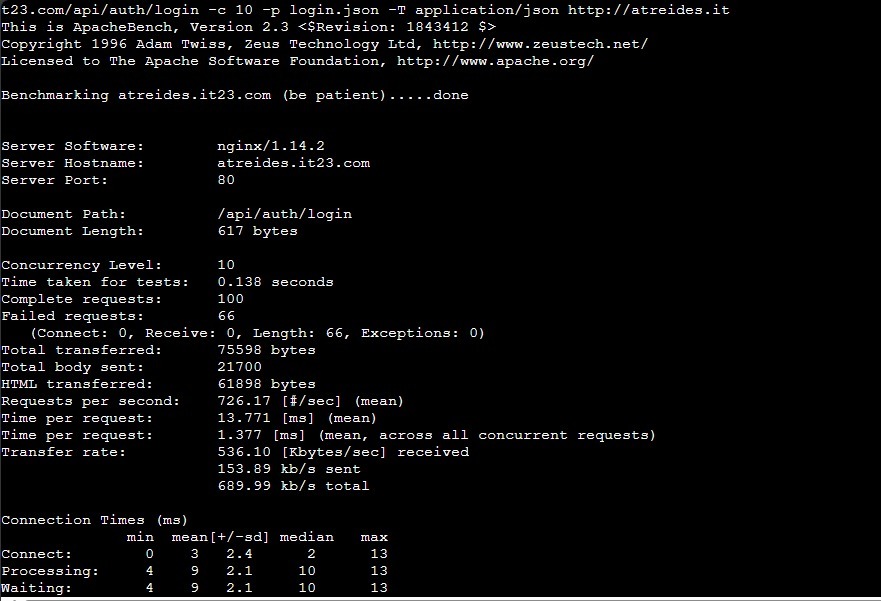 t23.com/api/auth/login -c 10 -p login.json -T application/json http://atreides.it
This is ApacheBench, Version 2.3 <$Revision: 1843412 $>
Copyright 1996 Adam Twiss, Zeus Technology Ltd, http://www.zeustech.net/
Licensed to The Apache Software Foundation, http://www.apache.org/
Benchmarking atreides.it23.com (be patient).....done
Server Software: nginx/1.14.2
Server Hostname: atreides.it23.com
Server Port: 80
Document Path: /api/auth/login
Document Length: 617 bytes
Concurrency Level: 10
Time taken for tests: 0.138 seconds
Complete requests: 100
Failed requests: 66
(Connect: 0, Receive: 0, Length: 66, Exceptions: 0)
Total transferred: 75598 bytes
Total body sent: 21700
HTML transferred: 61898 bytes
Requests per second: 726.17 [#/sec] (mean)
Time per request: 13.771 [ms] (mean)
Time per request: 1.377 [ms] (mean, across all concurrent requests)
Transfer rate: 536.10 [Kbytes/sec] received
153.89 kb/s sent
689.99 kb/s total
Connection Times (ms)
min mean[+/-sd] median max
Connect: 0 3 2.4 2 13
Processing: 4 9 2.1 10 13
Waiting: 4 9 2.1 10 13